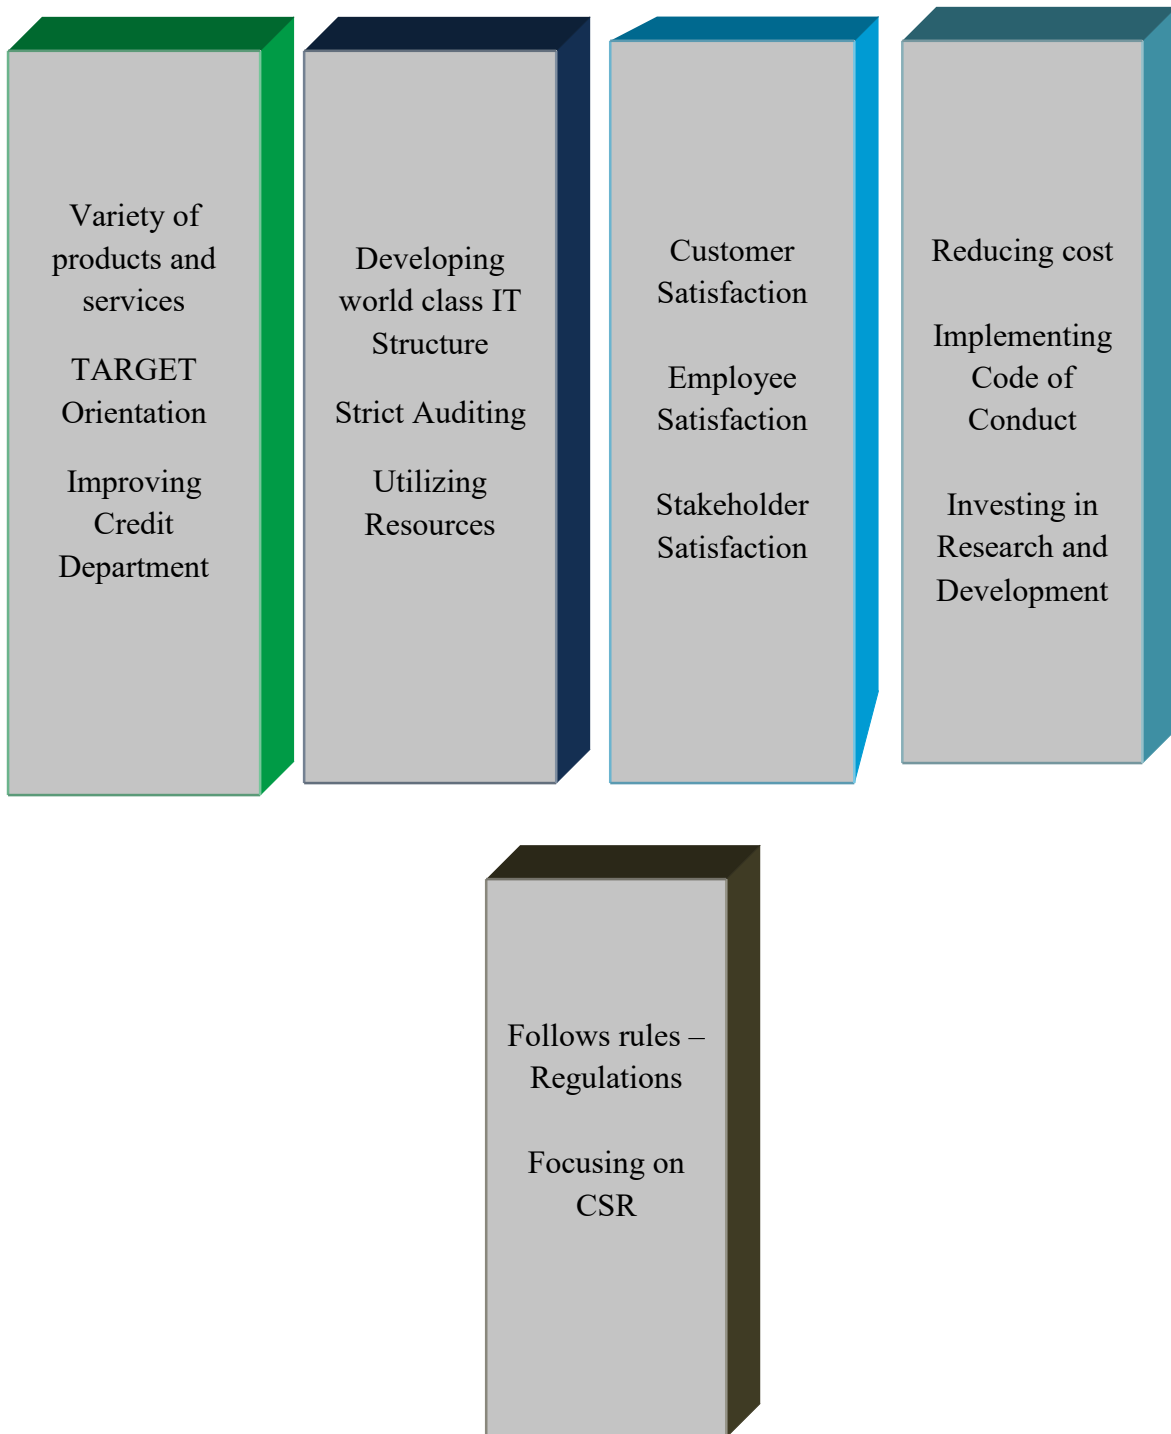 Variety of
products and
services
TARGET
Orientation
Improving
Credit
Department
Developing
world class IT
Structure
Strict Auditing
Utilizing
Resources
Customer
Satisfaction
Employee
Satisfaction
Stakeholder
Satisfaction
Reducing cost
Implementing
Code of
Conduct
Investing in
Research and
Development
Follows rules –
Regulations
Focusing on
CSR